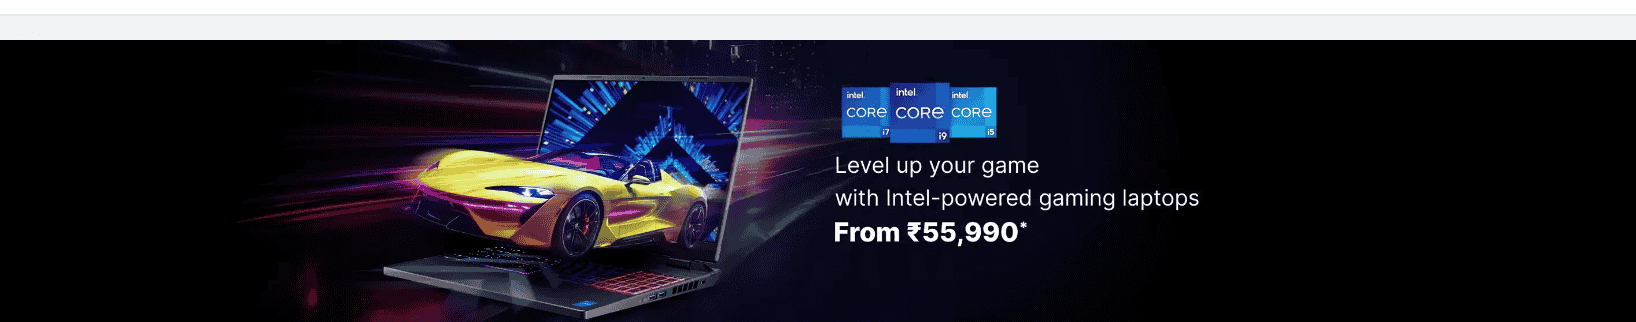 intel.
CORE
i7
intel.
CORE
i9
intel.
CORE
i5
Level up your game
with Intel-powered gaming laptops
From ₹55,990*